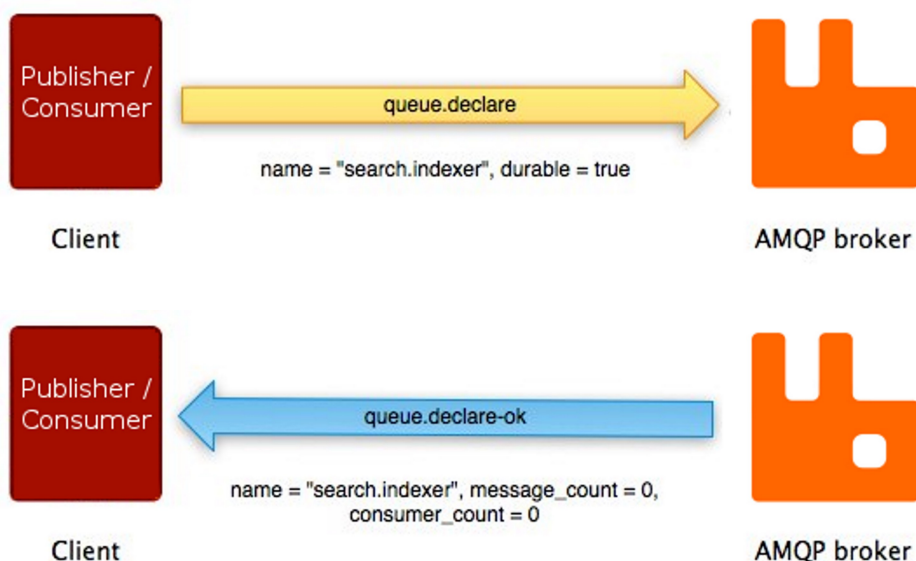 Publisher /
Consumer
queue.declare
name = "search.indexer", durable = true
Client
AMQP broker
Publisher /
Consumer
queue.declare-ok
name = "search.indexer", message_count = 0,
consumer_count = 0
Client
AMQP broker